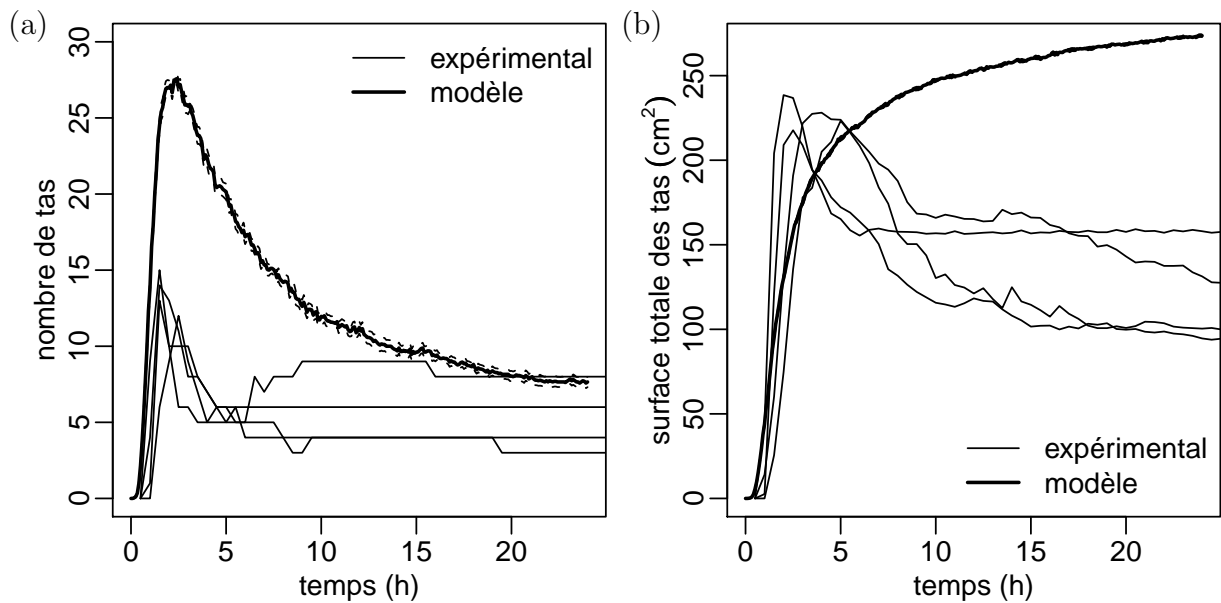 (a)
nombre de tas
0
5
10
15
20
25
30
expérimental
modèle
0
5
10
15
20
temps (h)
(b)
surface totale des tas (cm²)
0
50
100
150
200
250
expérimental
modèle
0
5
10
15
20
temps (h)